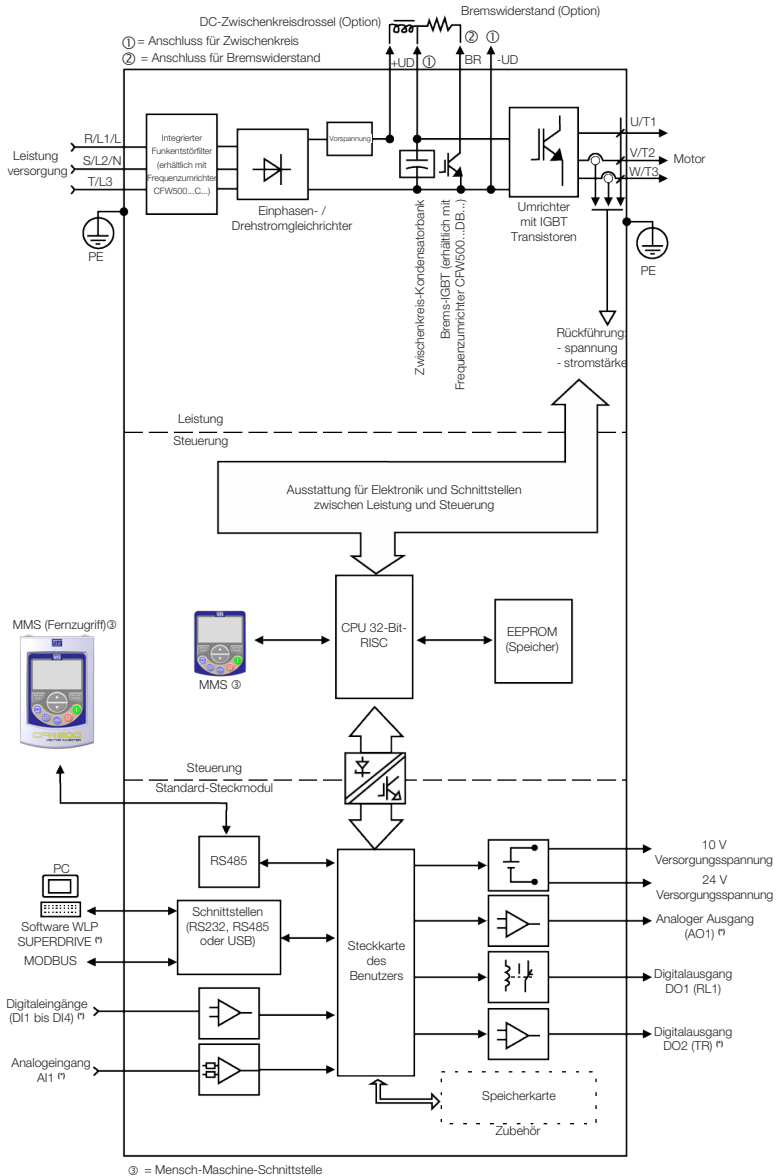 Bremswiderstand (Option)
DC-Zwischenkreisdrossel (Option)
① = Anschluss für Zwischenkreis
② = Anschluss für Bremswiderstand
② ①
+UD ① BR -UD
R/L1/L
S/L2/N
T/L3
Leistung
versorgung
PE
Integrierter
Funkentstörfilter
(erhältlich mit
Frequenzumrichter
CFW500...C...)
Einphasen- /
Drehstromgleichrichter
Vorspannung
Zwischenkreis-Kondensatorbank
Brems-IGBT (erhältlich mit
Frequenzumrichter CFW500...DB...)
Umrichter
mit IGBT
Transistoren
U/T1
V/T2
W/T3
Motor
PE
Rückführung:
- spannung
- stromstärke
Leistung
Steuerung
Ausstattung für Elektronik und Schnittstellen
zwischen Leistung und Steuerung
MMS (Fernzugriff)③
CFW500
VECTOR INVERTER
MMS ③
CPU 32-Bit-
RISC
EEPROM
(Speicher)
Steuerung
Standard-Steckmodul
RS485
PC
Software WLP
SUPERDRIVE (*)
MODBUS
Schnittstellen
(RS232, RS485
oder USB)
Digitaleingänge
(DI1 bis DI4) (*)
Analogeingang
AI1 (*)
Steckkarte
des
Benutzers
10 V
Versorgungsspannung
24 V
Versorgungsspannung
Analoger Ausgang
(AO1) (*)
Digitalausgang
DO1 (RL1)
Digitalausgang
DO2 (TR) (*)
Speicherkarte
Zubehör
③ = Mensch-Maschine-Schnittstelle